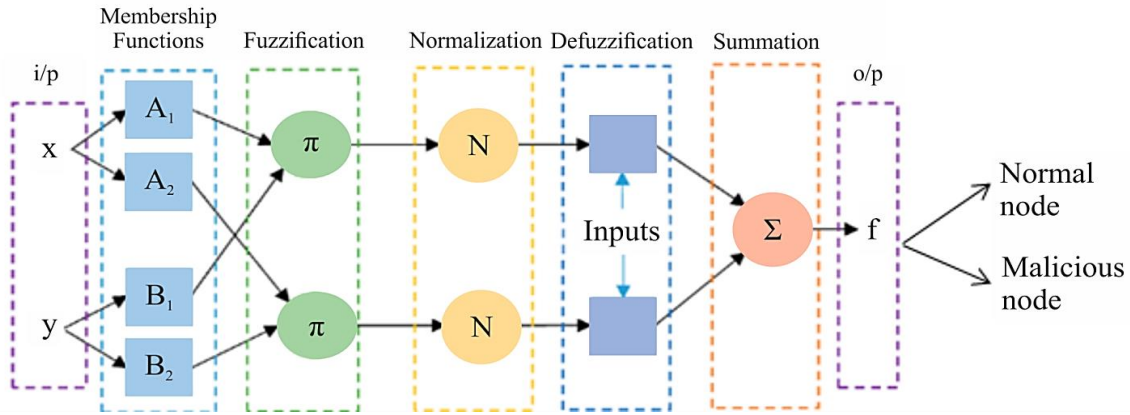 Membership
Functions
Fuzzification
Normalization
Defuzzification
Summation
i/p
o/p
x
y
A₁
A₂
B₁
B₂
π
π
N
N
Inputs
Σ
f
Normal
node
Malicious
node